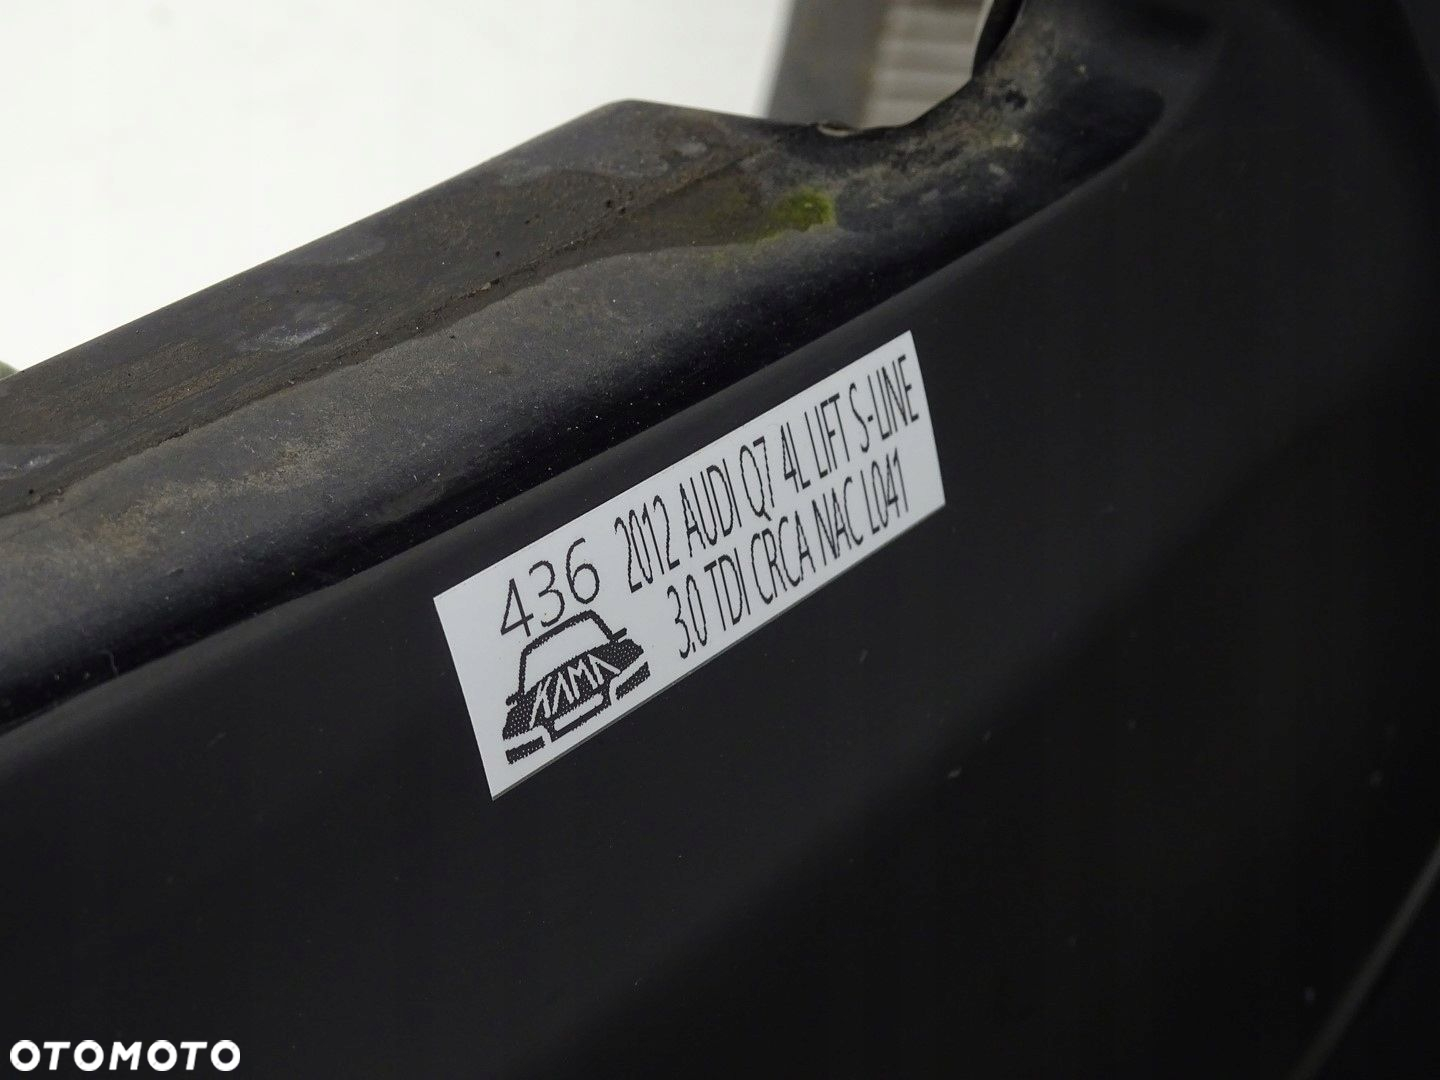 436
2012 AUDI Q7 4L LIFT S-LINE
3.0 TDI CRCA NAC L041
KAMA
OTOMOTO